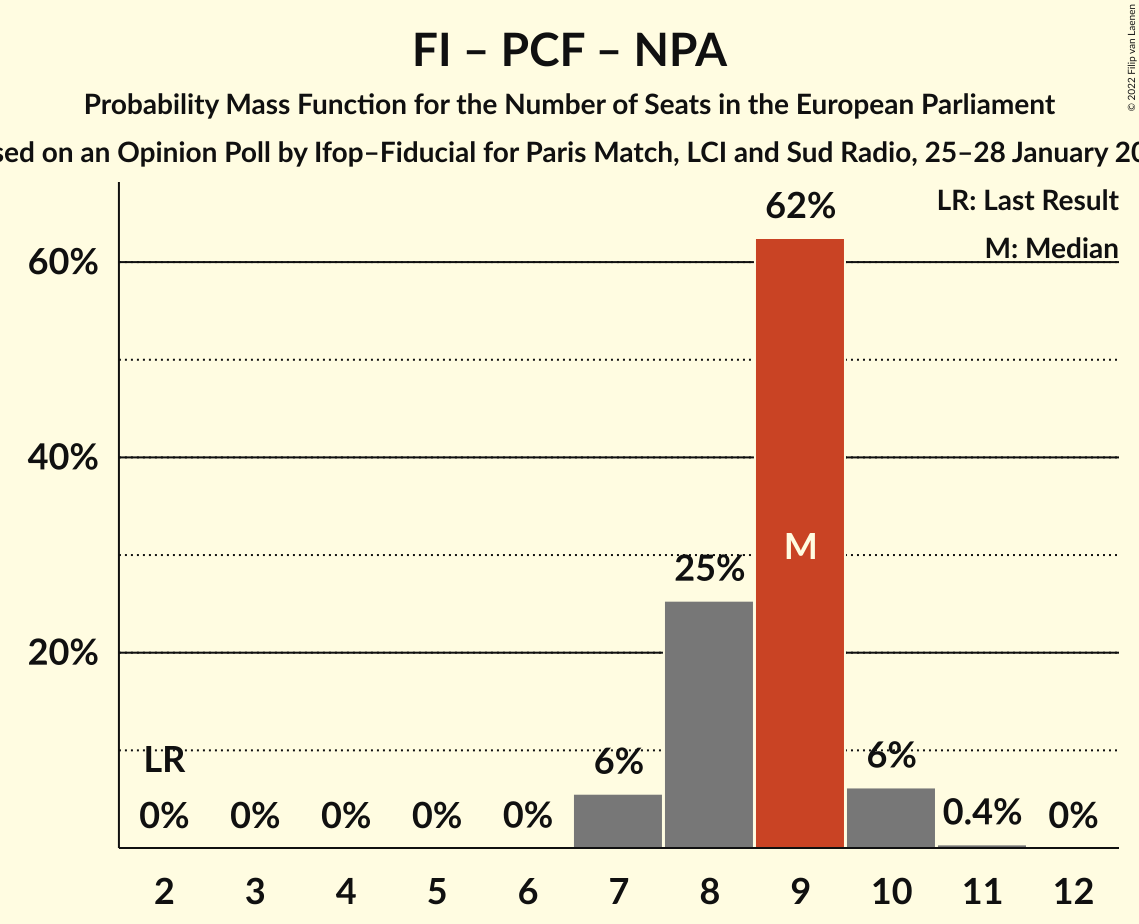 FI – PCF – NPA
Probability Mass Function for the Number of Seats in the European Parliament
on an Opinion Poll by Ifop–Fiducial for Paris Match, LCI and Sud Radio, 25–28 January
© 2022 Filip van Laenen
LR: Last Result
M: Median
62%
60%
40%
M
25%
20%
LR
6%
6%
0%
0%
0%
0%
0%
0.4%
0%
2 3 4 5 6 7 8 9 10 11 12